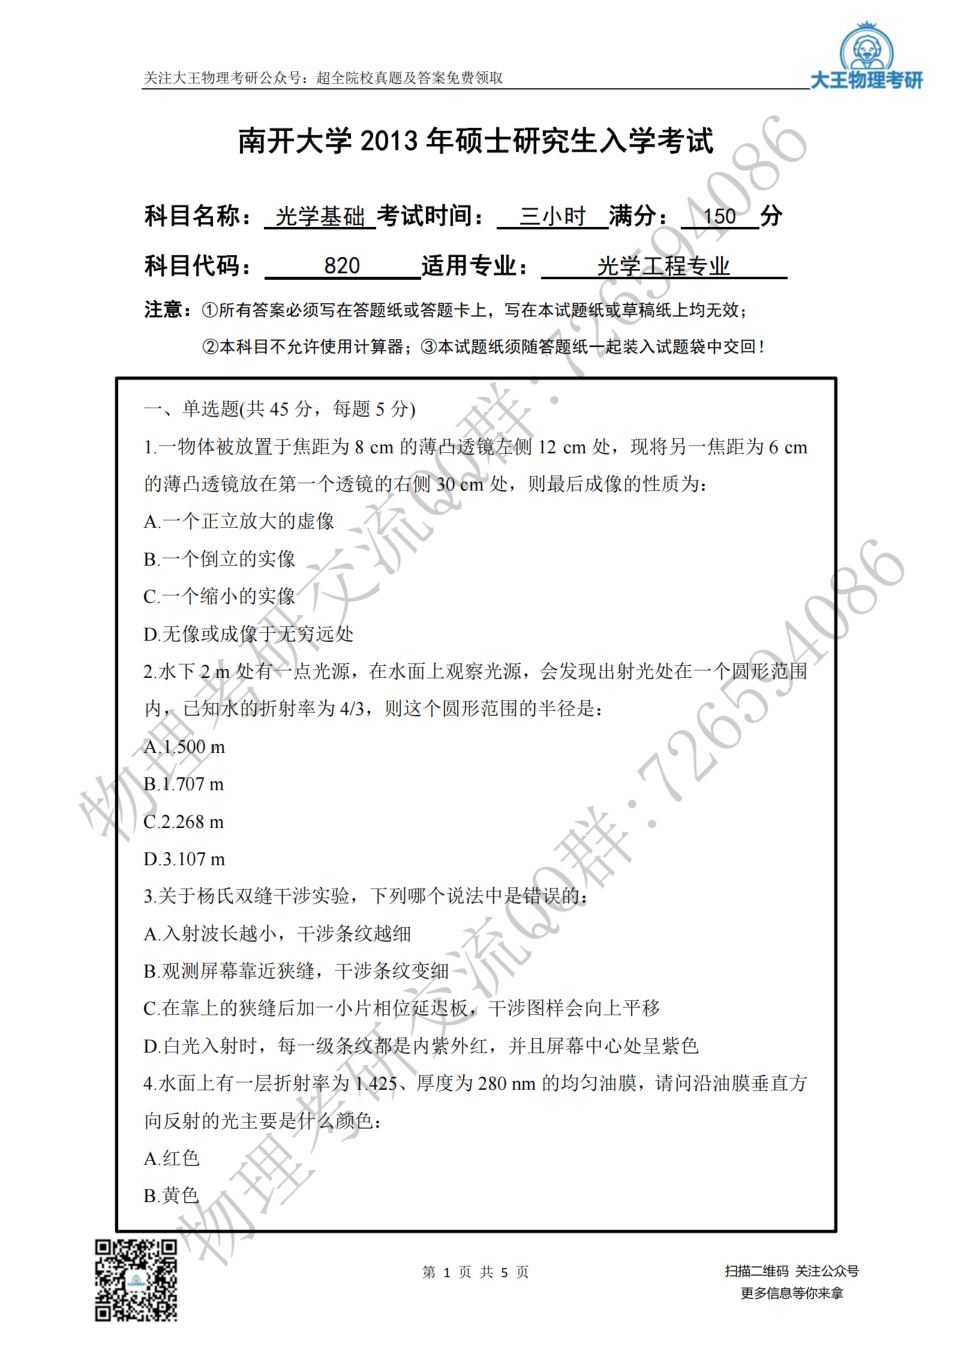 关注大王物理考研公众号：超全院校真题及答案免费领取
大王物理考研
南开大学 2013 年硕士研究生入学考试
科目名称： 光学基础 考试时间： 三小时 满分： 150 分
科目代码： 820 适用专业： 光学工程专业
注意：①所有答案必须写在答题纸或答题卡上，写在本试题纸或草稿纸上均无效；
②本科目不允许使用计算器；③本试题纸须随答题纸一起装入试题袋中交回！
一、单选题(共 45 分，每题 5 分)
1.一物体被放置于焦距为 8 cm 的薄凸透镜左侧 12 cm 处，现将另一焦距为 6 cm
的薄凸透镜放在第一个透镜的右侧 30 cm 处，则最后成像的性质为：
A.一个正立放大的虚像
B.一个倒立的实像
C.一个缩小的实像
D.无像或成像于无穷远处
2.水下 2 m 处有一点光源，在水面上观察光源，会发现出射光处在一个圆形范围
内，已知水的折射率为 4/3，则这个圆形范围的半径是：
A.1.500 m
B.1.707 m
C.2.268 m
D.3.107 m
3.关于杨氏双缝干涉实验，下列哪个说法中是错误的：
A.入射波长越小，干涉条纹越细
B.观测屏幕靠近狭缝，干涉条纹变细
C.在靠上的狭缝后加一小片相位延迟板，干涉图样会向上平移
D.白光入射时，每一级条纹都是内紫外红，并且屏幕中心处呈紫色
4.水面上有一层折射率为 1.425、厚度为 280 nm 的均匀油膜，请问沿油膜垂直方
向反射的光主要是什么颜色：
A.红色
B.黄色
物理考研交流QQ群：726594086
物理考研交流QQ群：726594086
大王物理考研
第 1 页 共 5 页
扫描二维码 关注公众号
更多信息等你来拿